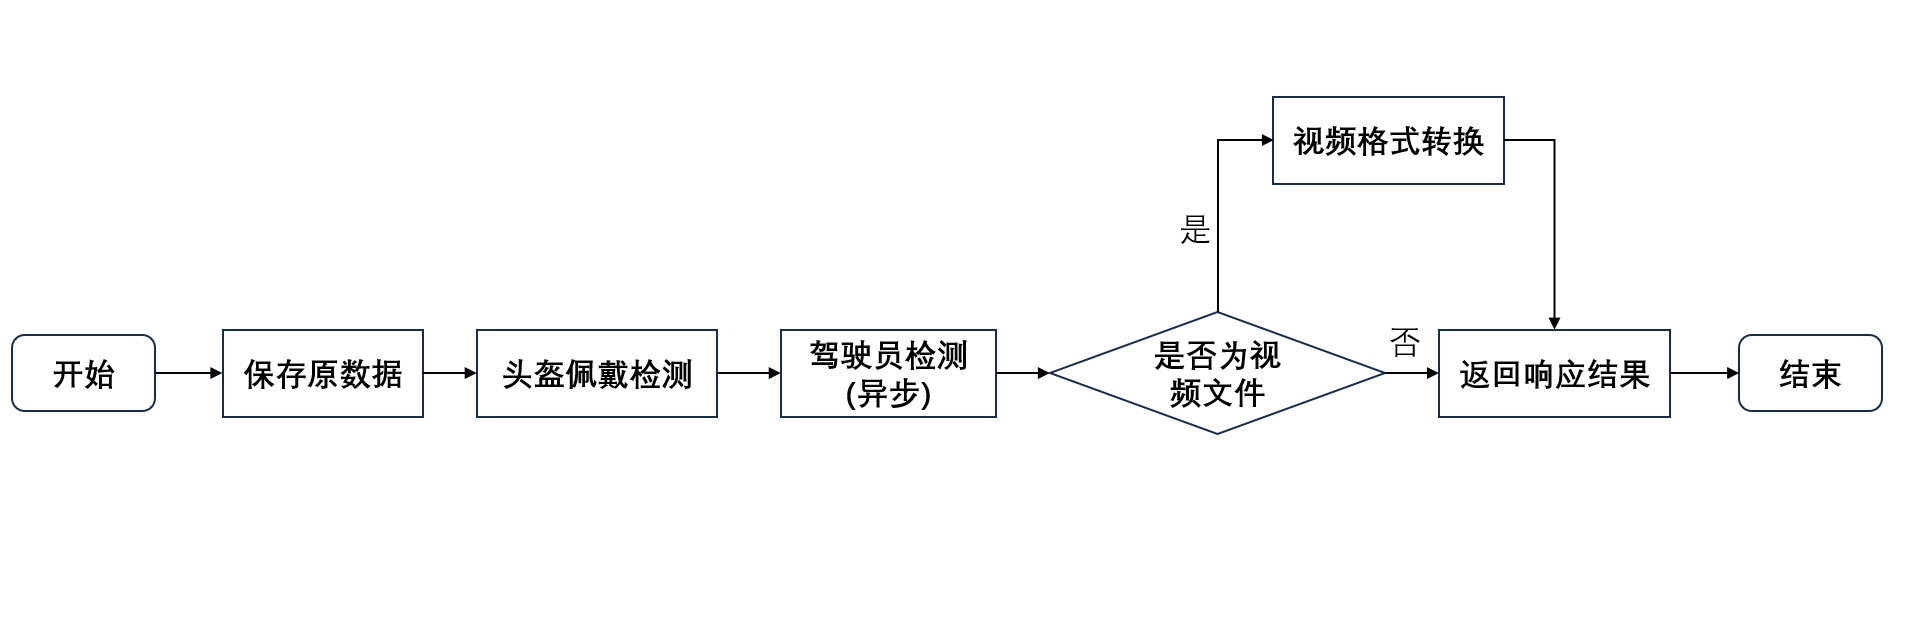 开始
保存原数据
头盔佩戴检测
驾驶员检测
(异步)
是否为视
频文件
是
视频格式转换
否
返回响应结果
结束